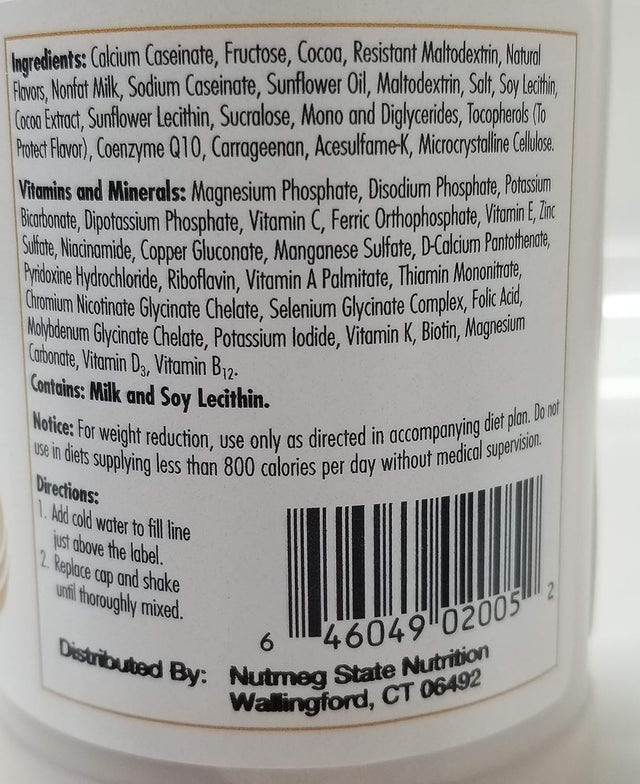 Ingredients: Calcium Caseinate, Fructose, Cocoa, Resistant Maltodextrin, Natural
Flavors, Nonfat Milk, Sodium Caseinate, Sunflower Oil, Maltodextrin, Salt, Soy Lecithin,
Cocoa Extract, Sunflower Lecithin, Sucralose, Mono and Diglycerides, Tocopherols (To
Protect Flavor), Coenzyme Q10, Carrageenan, Acesulfame-K, Microcrystalline Cellulose.
Vitamins and Minerals: Magnesium Phosphate, Disodium Phosphate, Potassium
Bicarbonate, Dipotassium Phosphate, Vitamin C, Ferric Orthophosphate, Vitamin E, Zinc
Sulfate, Niacinamide, Copper Gluconate, Manganese Sulfate, D-Calcium Pantothenate,
Pyridoxine Hydrochloride, Riboflavin, Vitamin A Palmitate, Thiamin Mononitrate,
Chromium Nicotinate Glycinate Chelate, Selenium Glycinate Complex, Folic Acid,
Molybdenum Glycinate Chelate, Potassium Iodide, Vitamin K, Biotin, Magnesium
Carbonate, Vitamin D3, Vitamin B12.
Contains: Milk and Soy Lecithin.
Notice: For weight reduction, use only as directed in accompanying diet plan. Do not
use in diets supplying less than 800 calories per day without medical supervision.
Directions:
1. Add cold water to fill line
just above the label.
2. Replace cap and shake
until thoroughly mixed.
6 46049 02005 2
Distributed By: Nutmeg State Nutrition
Wallingford, CT 06492